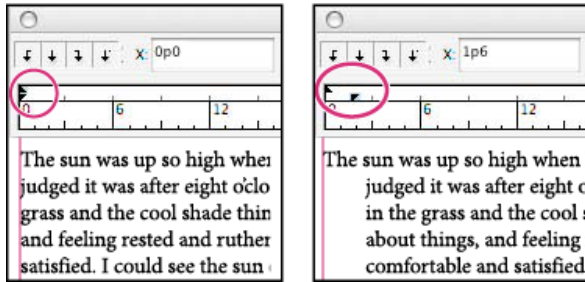 X: 0p0
0 6 12
The sun was up so high when
judged it was after eight o'clo
grass and the cool shade thin
and feeling rested and ruther
satisfied. I could see the sun
X: 1p6
0 6 12
The sun was up so high when
judged it was after eight o
in the grass and the cool s
about things, and feeling
comfortable and satisfied